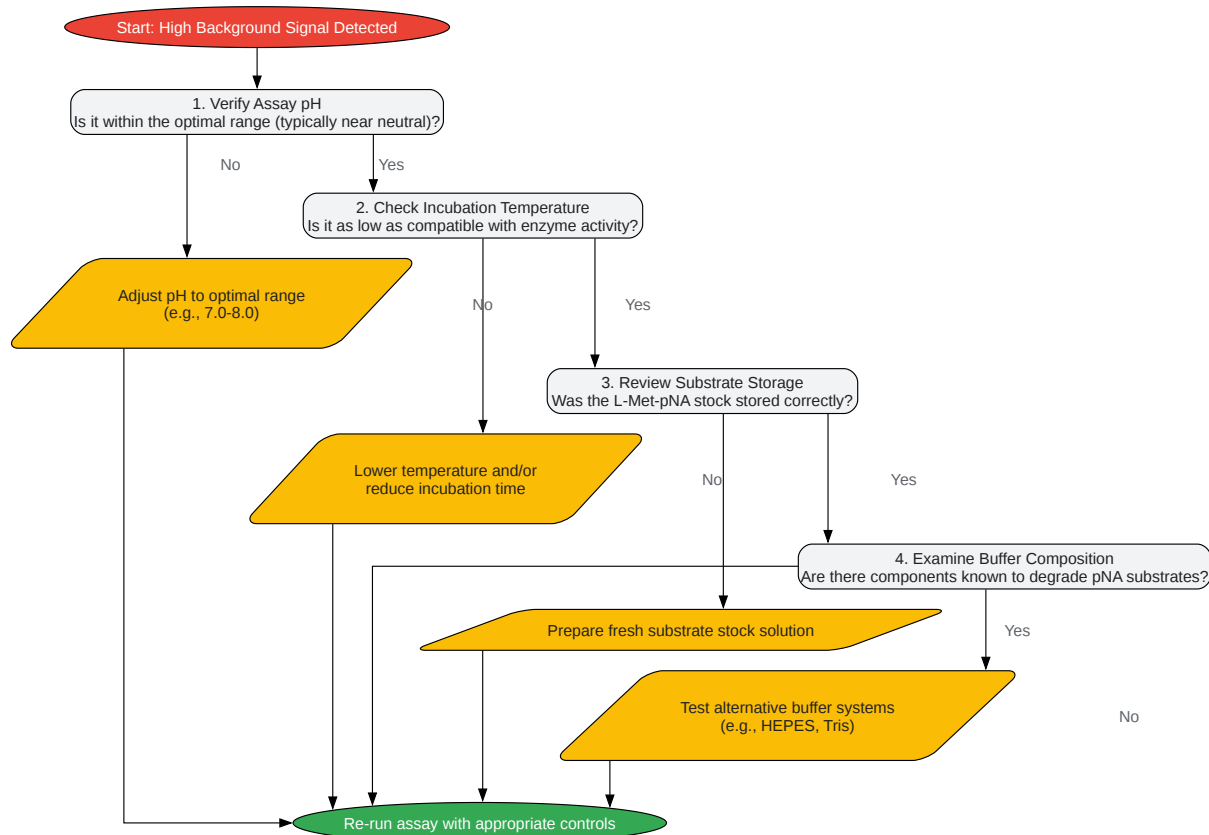 Start: High Background Signal Detected
1. Verify Assay pH
Is it within the optimal range (typically near neutral)?
No
Yes
2. Check Incubation Temperature
Is it as low as compatible with enzyme activity?
Adjust pH to optimal range
(e.g., 7.0-8.0)
No
Yes
3. Review Substrate Storage
Was the L-Met-pNA stock stored correctly?
Lower temperature and/or
reduce incubation time
No
Yes
4. Examine Buffer Composition
Are there components known to degrade pNA substrates?
Prepare fresh substrate stock solution
Yes
Test alternative buffer systems
(e.g., HEPES, Tris)
No
Re-run assay with appropriate controls